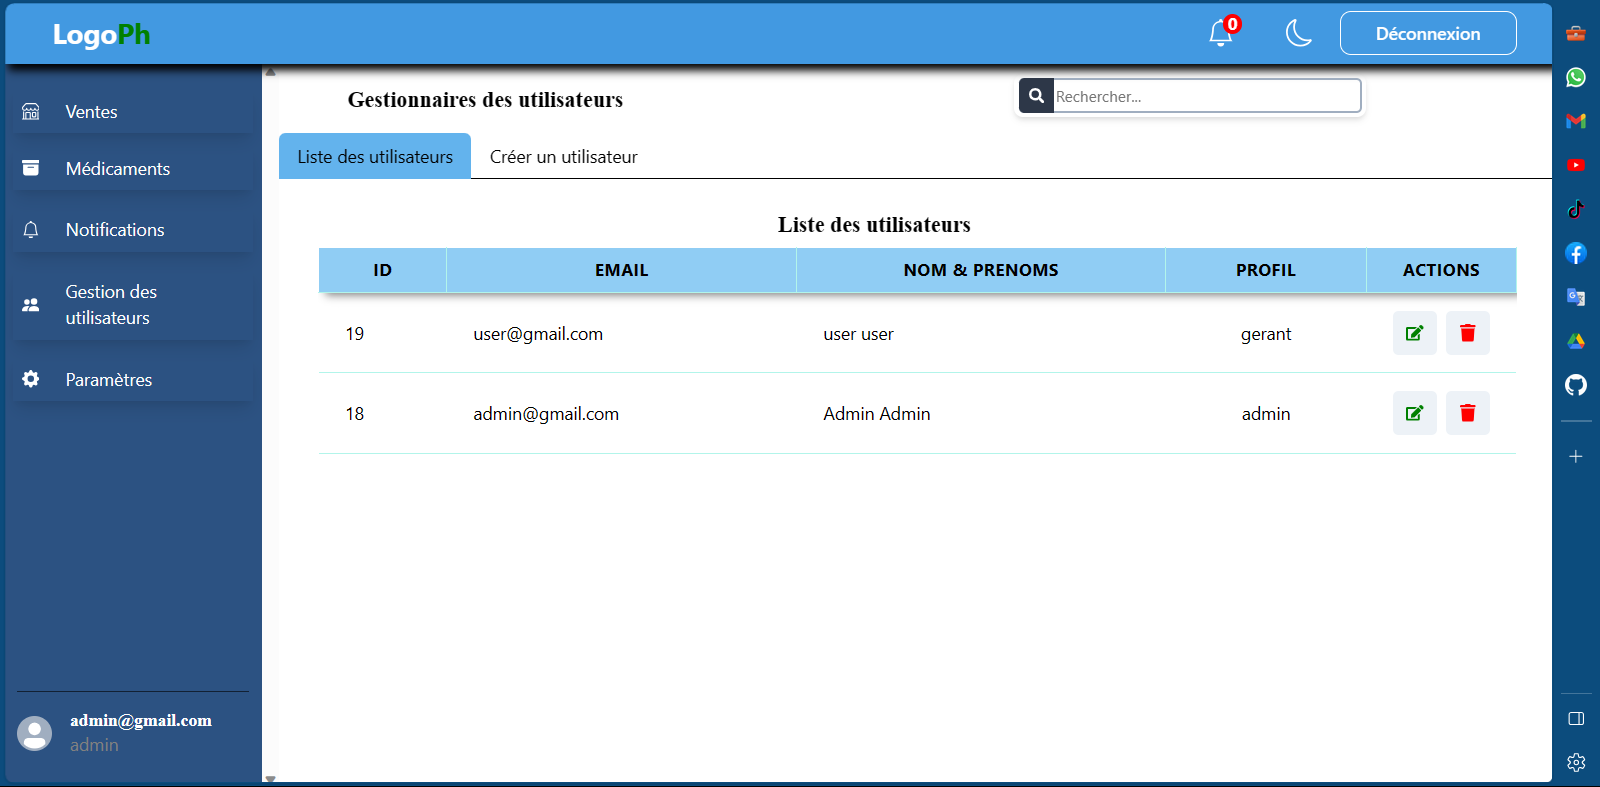 LogoPh
0
Déconnexion
Ventes
Médicaments
Notifications
Gestion des
utilisateurs
Paramètres
admin@gmail.com
admin
Gestionnaires des utilisateurs
Rechercher...
Liste des utilisateurs
Créer un utilisateur
Liste des utilisateurs
ID EMAIL NOM & PRENOMS PROFIL ACTIONS
19 user@gmail.com user user gerant
18 admin@gmail.com Admin Admin admin